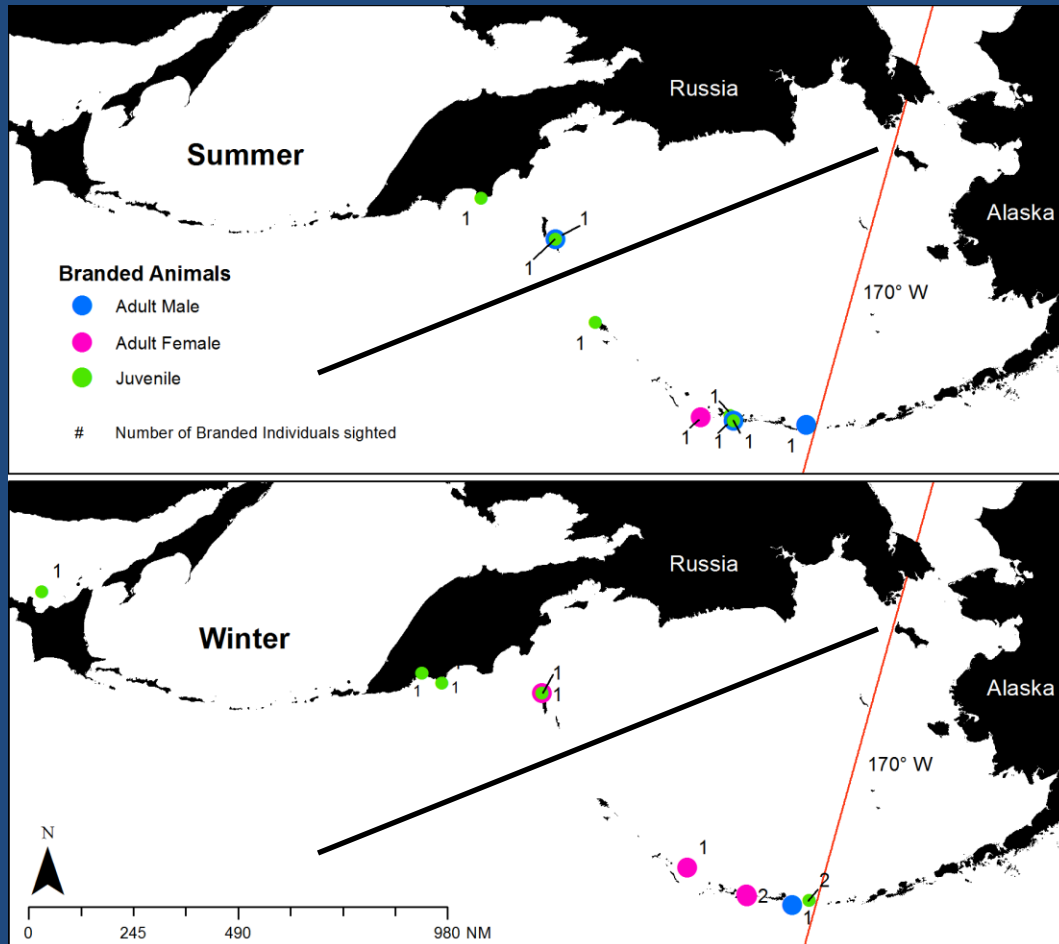 Russia
Summer
Alaska
1
1
1
Branded Animals
170° W
Adult Male
1
Adult Female
Juvenile
1
# Number of Branded Individuals sighted
1 1 1 1
Russia
1
Winter
1
1 1
1
Alaska
170° W
N
1
2
2
1
0 245 490 980 NM